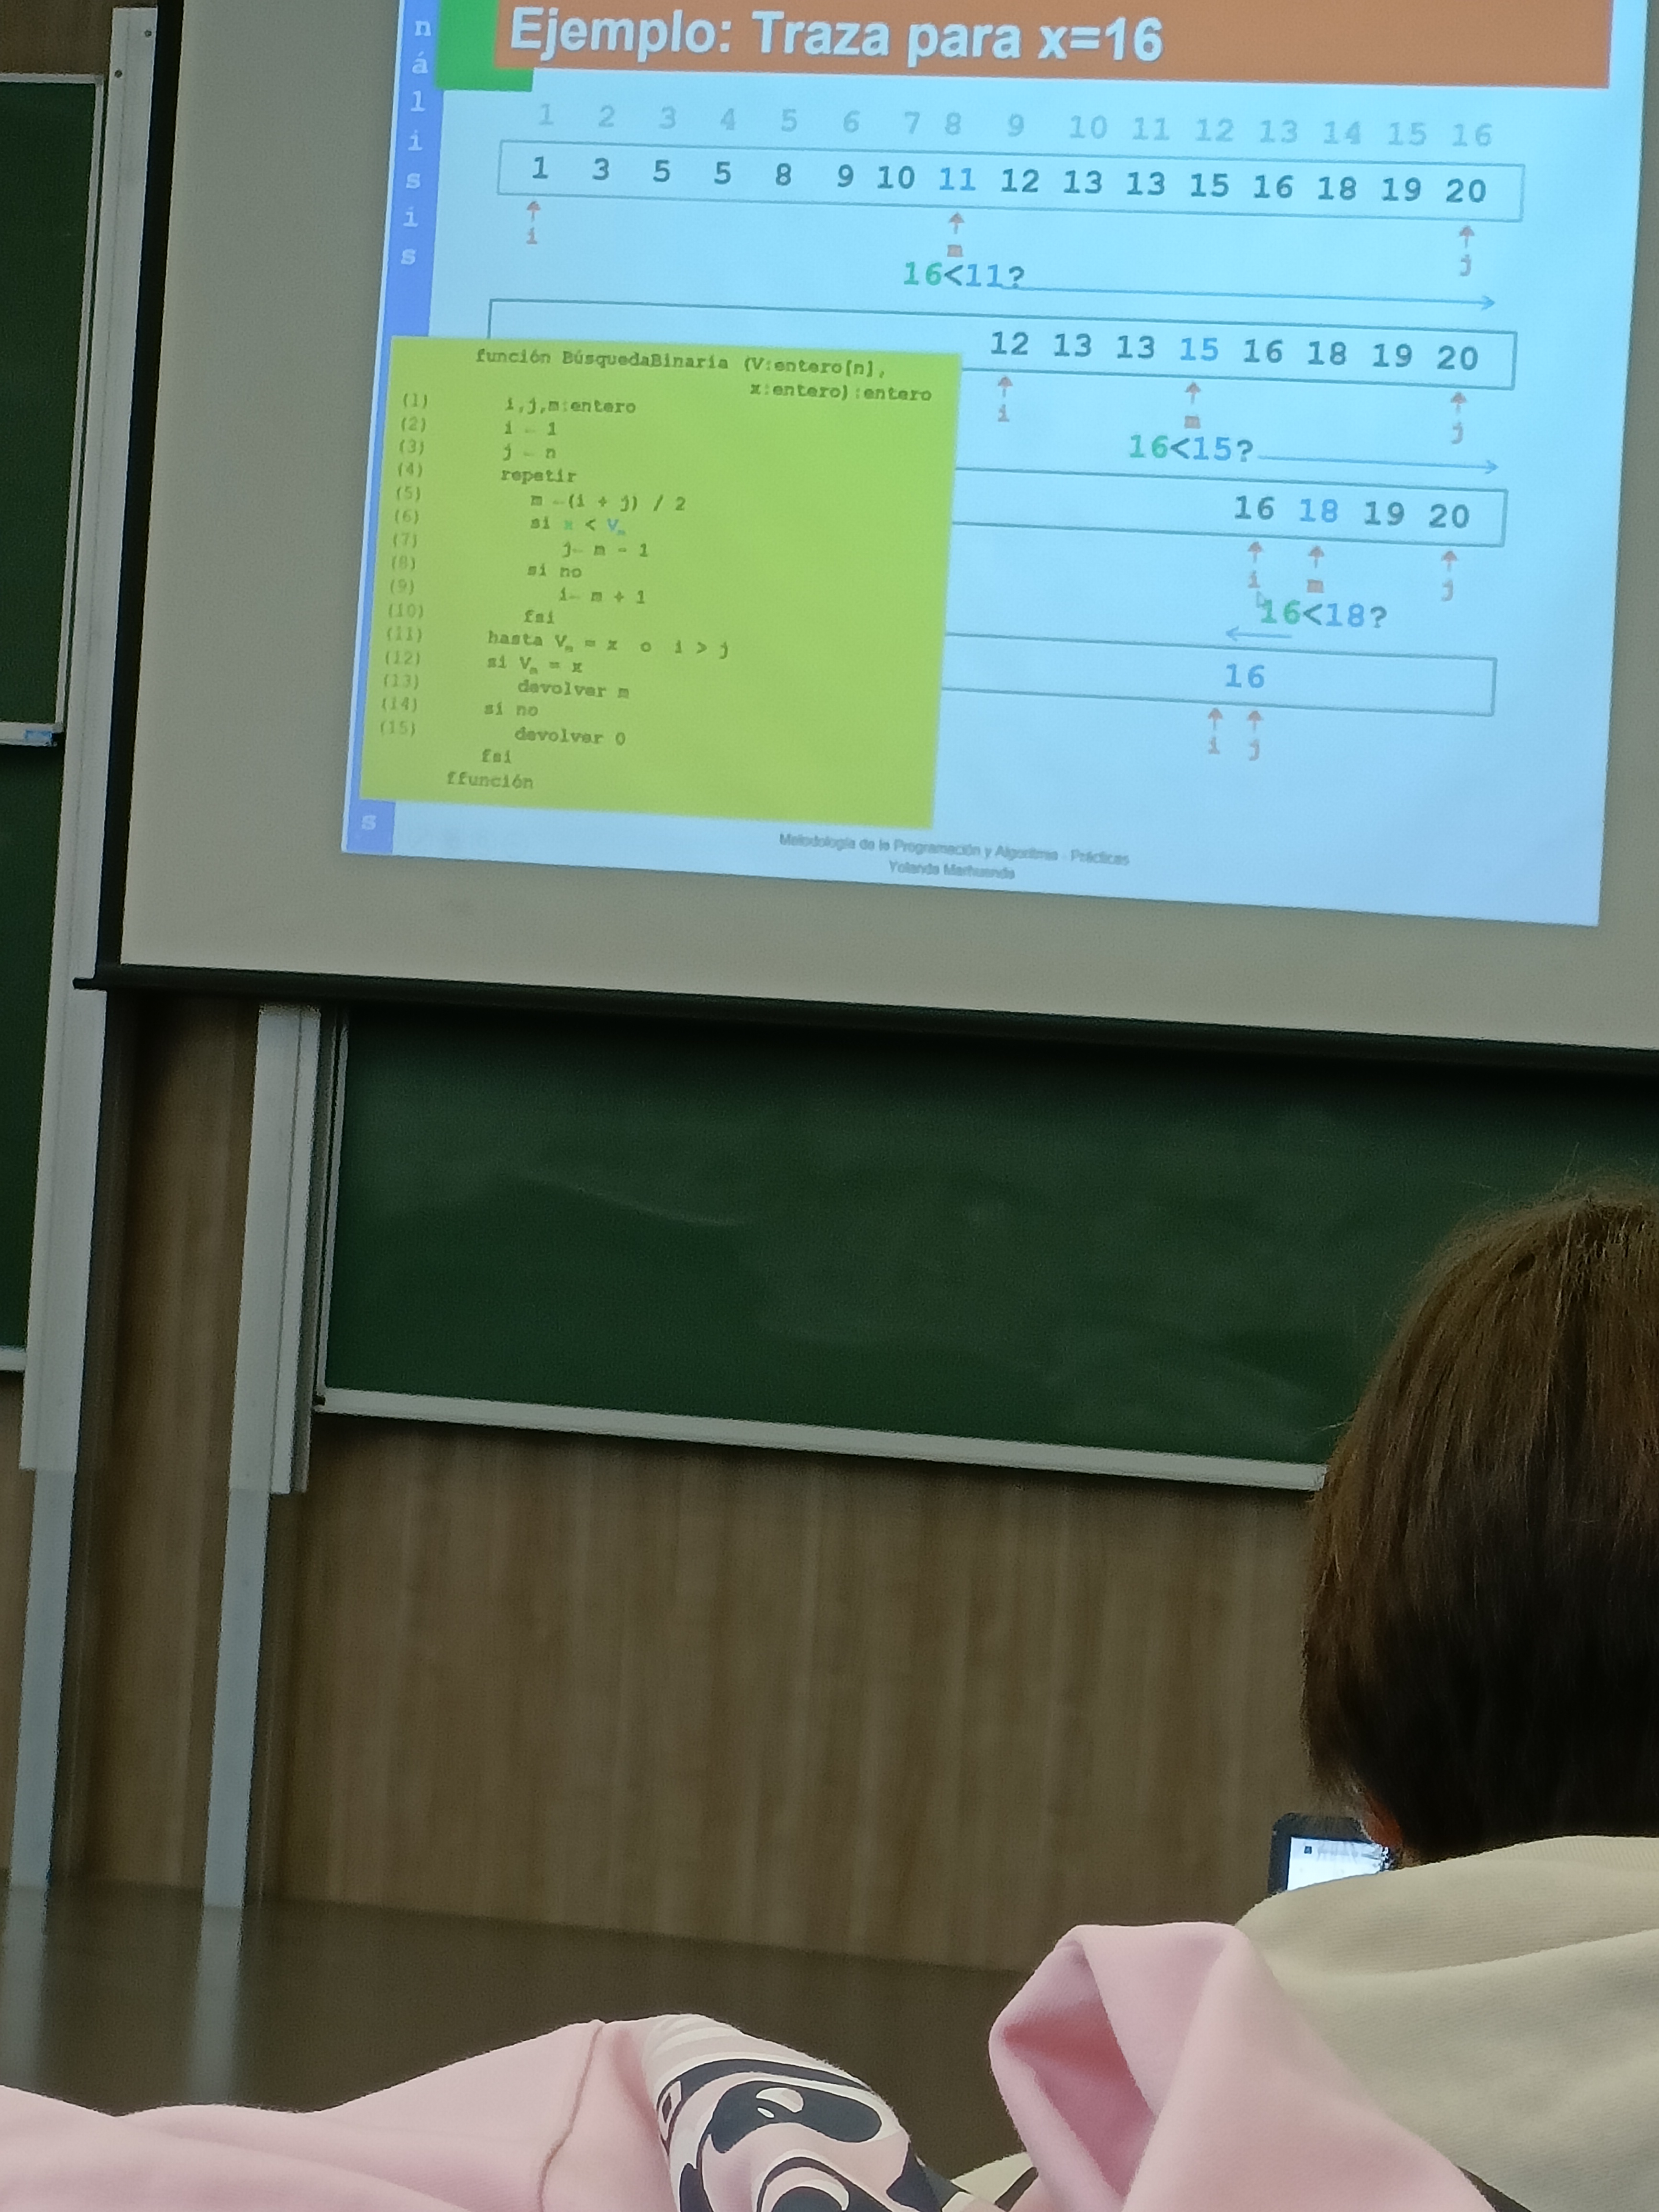 Ejemplo: Traza para x=16
n
á
l
i
s
i
s
1 2 3 4 5 6 7 8 9 10 11 12 13 14 15 16
1 3 5 5 8 9 10 11 12 13 13 15 16 18 19 20
i m j
16<11?
12 13 13 15 16 18 19 20
i m j
16<15?
16 18 19 20
i m j
16<18?
16
i j
función BúsquedaBinaria (V:entero[n],
x:entero):entero
(1) i,j,m:entero
(2) i ← 1
(3) j ← n
(4) repetir
(5) m ←(i + j) / 2
(6) si x < Vm
(7) j← m - 1
(8) si no
(9) i← m + 1
(10) fsi
(11) hasta Vm = x o i > j
(12) si Vm = x
(13) devolver m
(14) si no
(15) devolver 0
fsi
ffunción
s
Metodología de la Programación y Algoritmia - Prácticas
Yolanda Marhuenda